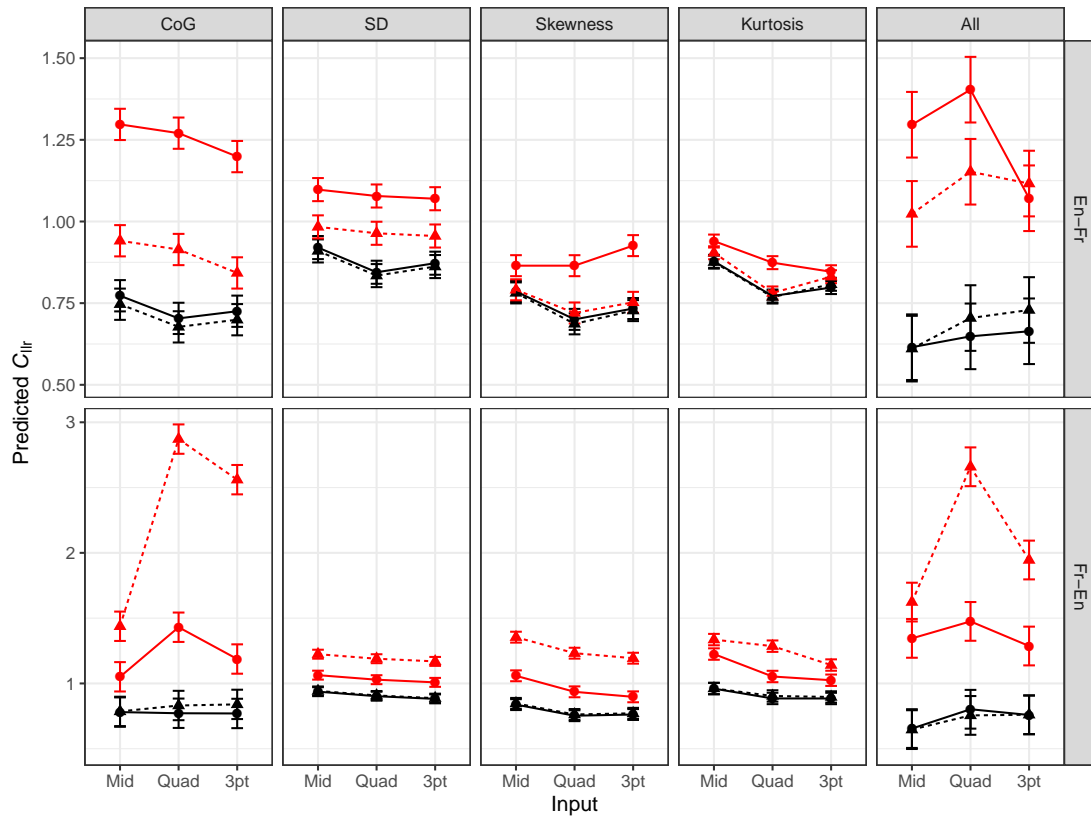 CoG SD Skewness Kurtosis All
1.50
1.25
1.00
0.75
0.50
En−Fr
3
2
1
Fr−En
Predicted Cllr
Mid Quad 3pt Mid Quad 3pt Mid Quad 3pt Mid Quad 3pt Mid Quad 3pt
Input